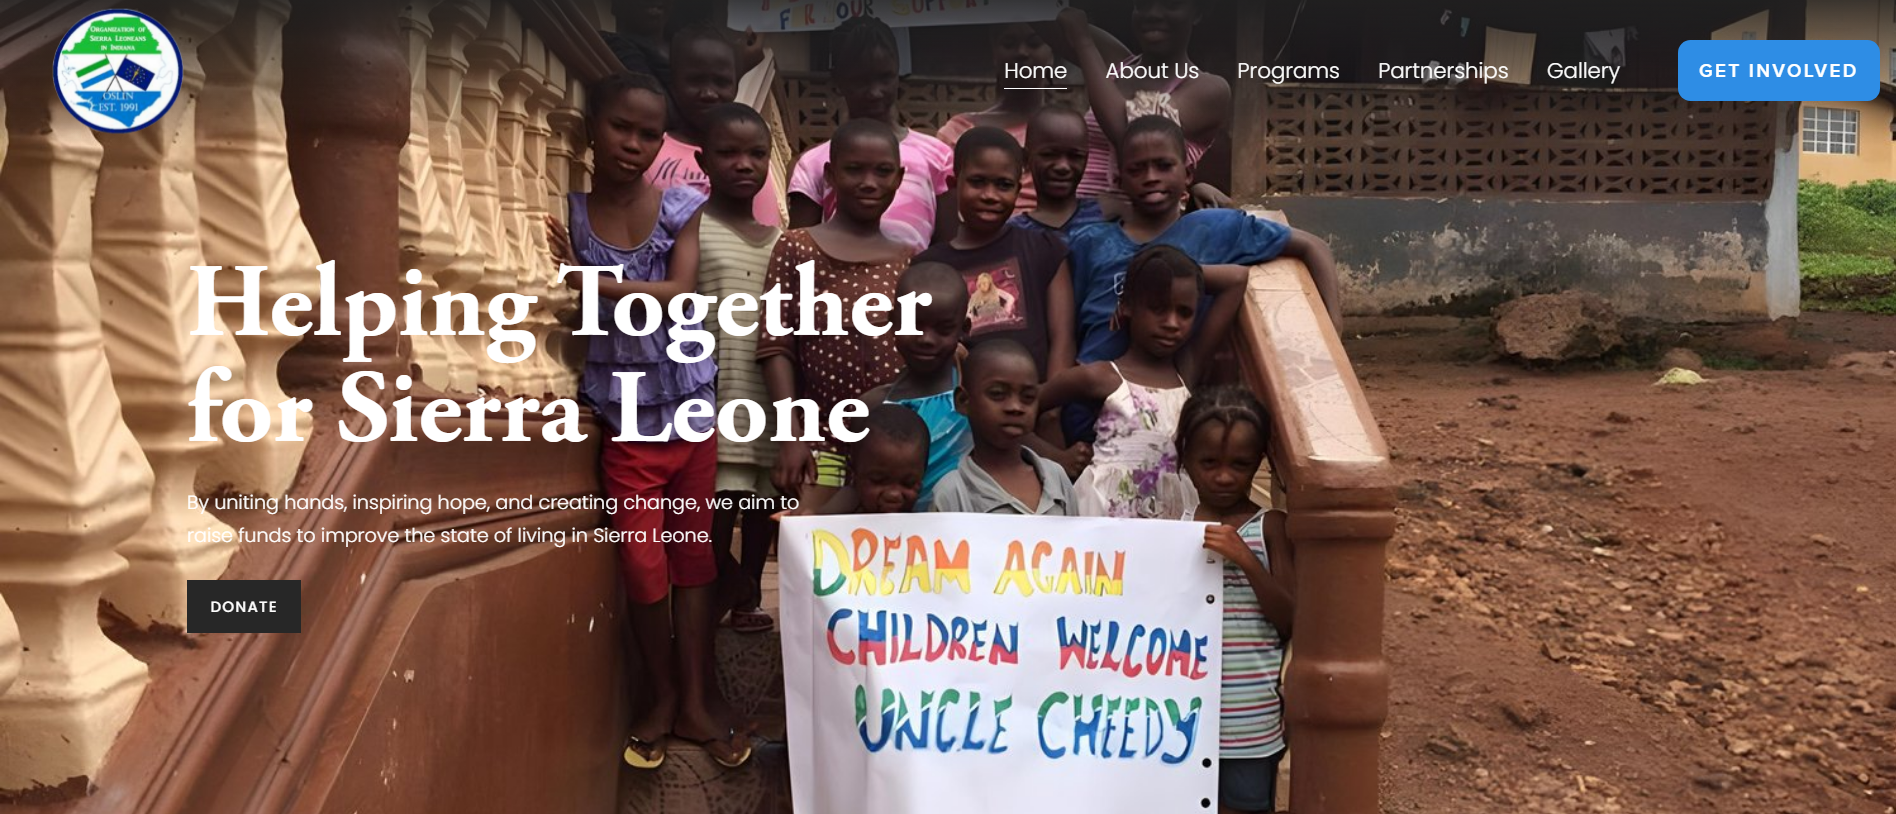 FOR OUR SUPPORT
ORGANIZATION OF
SIERRA LEONEANS
IN INDIANA
OSLIN
EST. 1991
Home
About Us
Programs
Partnerships
Gallery
GET INVOLVED
Helping Together
for Sierra Leone
By uniting hands, inspiring hope, and creating change, we aim to
raise funds to improve the state of living in Sierra Leone.
DONATE
DREAM AGAIN
CHILDREN WELCOME
UNCLE CHEEDY